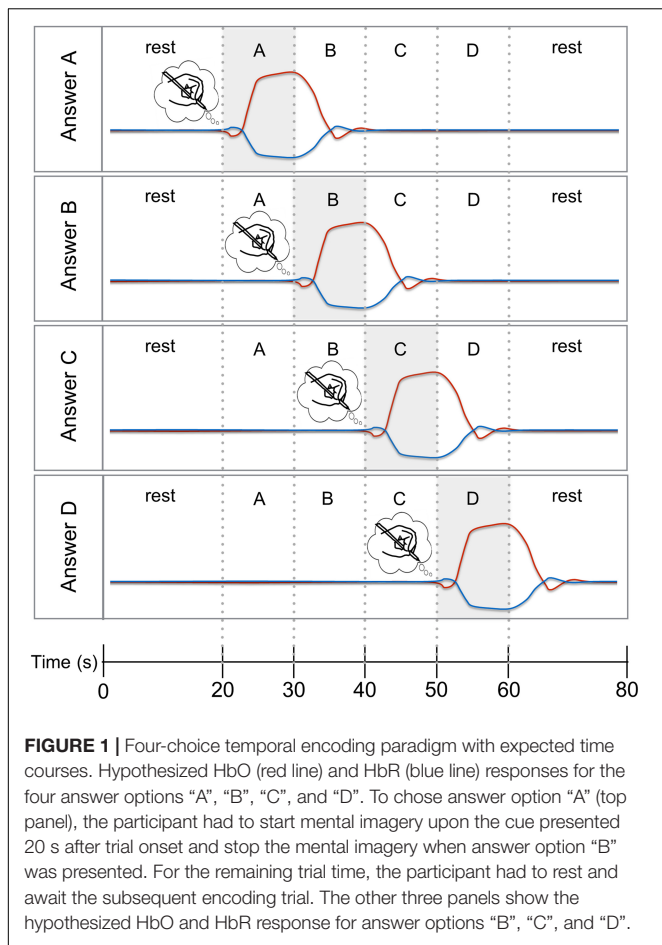 Answer A
rest A B C D rest
Answer B
rest A B C D rest
Answer C
rest A B C D rest
Answer D
rest A B C D rest
Time (s)
0 20 30 40 50 60 80
FIGURE 1 | Four-choice temporal encoding paradigm with expected time
courses. Hypothesized HbO (red line) and HbR (blue line) responses for the
four answer options “A”, “B”, “C”, and “D”. To chose answer option “A” (top
panel), the participant had to start mental imagery upon the cue presented
20 s after trial onset and stop the mental imagery when answer option “B”
was presented. For the remaining trial time, the participant had to rest and
await the subsequent encoding trial. The other three panels show the
hypothesized HbO and HbR response for answer options “B”, “C”, and “D”.